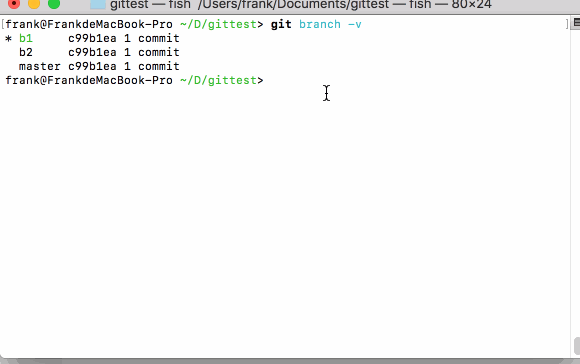 gittest — fish /Users/frank/Documents/gittest — fish — 80×24
[frank@FrankdeMacBook-Pro ~/D/gittest> git branch -v ]
* b1     c99b1ea 1 commit
  b2     c99b1ea 1 commit
  master c99b1ea 1 commit
frank@FrankdeMacBook-Pro ~/D/gittest>